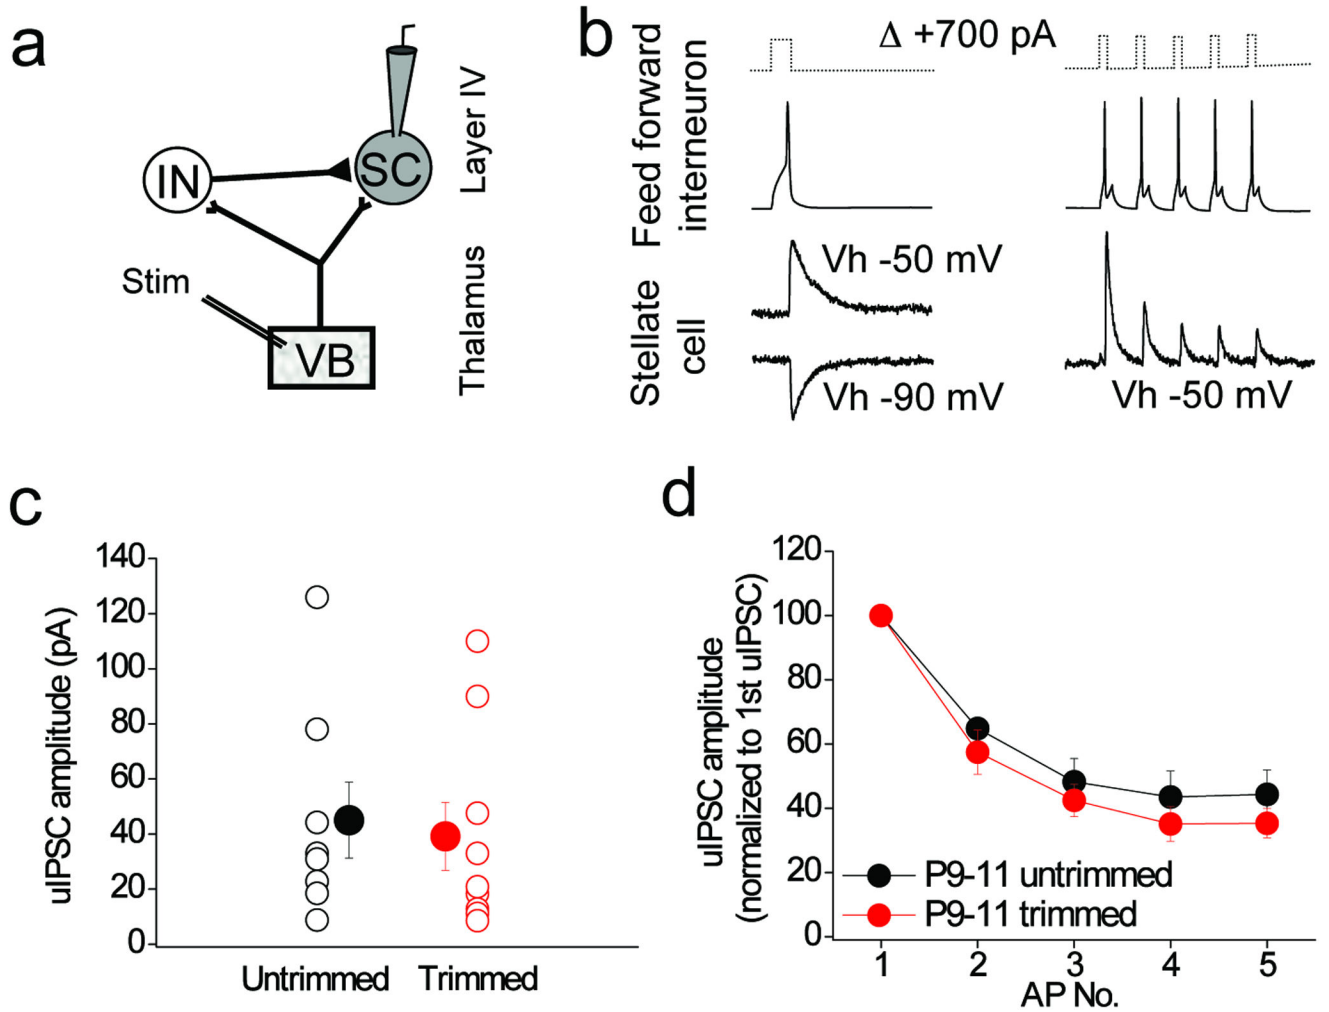 a
IN
SC
Layer IV
Stim
VB
Thalamus
b
Δ +700 pA
Feed forward
interneuron
Stellate
cell
Vh -50 mV
Vh -90 mV
Vh -50 mV
c
uIPSC amplitude (pA)
140
120
100
80
60
40
20
0
Untrimmed
Trimmed
d
uIPSC amplitude
(normalized to 1st uIPSC)
120
100
80
60
40
20
0
P9-11 untrimmed
P9-11 trimmed
1 2 3 4 5
AP No.